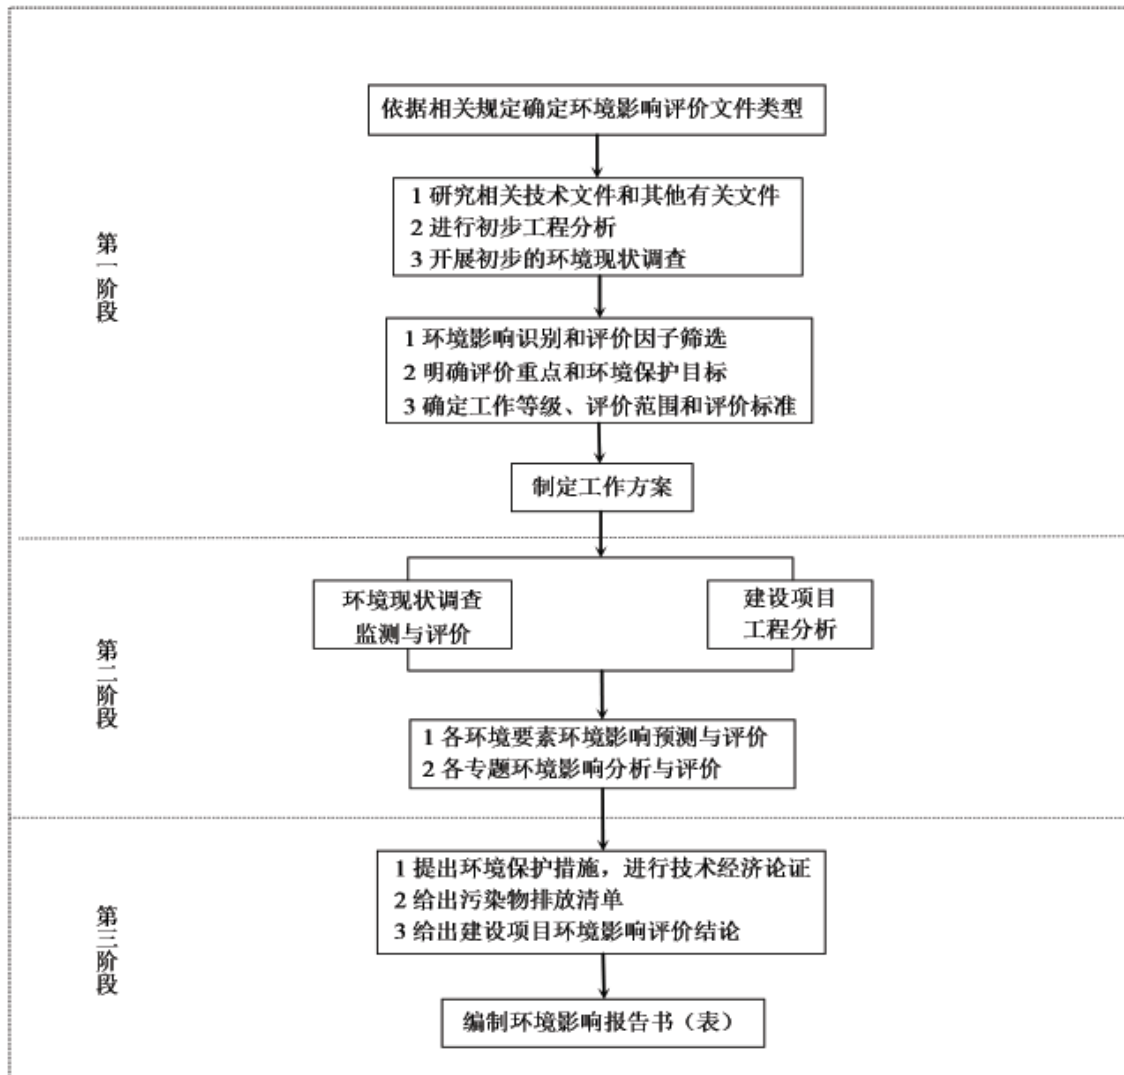 依据相关规定确定环境影响评价文件类型
1 研究相关技术文件和其他有关文件
2 进行初步工程分析
3 开展初步的环境现状调查
第一阶段
1 环境影响识别和评价因子筛选
2 明确评价重点和环境保护目标
3 确定工作等级、评价范围和评价标准
制定工作方案
环境现状调查
监测与评价
建设项目
工程分析
第二阶段
1 各环境要素环境影响预测与评价
2 各专题环境影响分析与评价
1 提出环境保护措施，进行技术经济论证
2 给出污染物排放清单
3 给出建设项目环境影响评价结论
第三阶段
编制环境影响报告书（表）